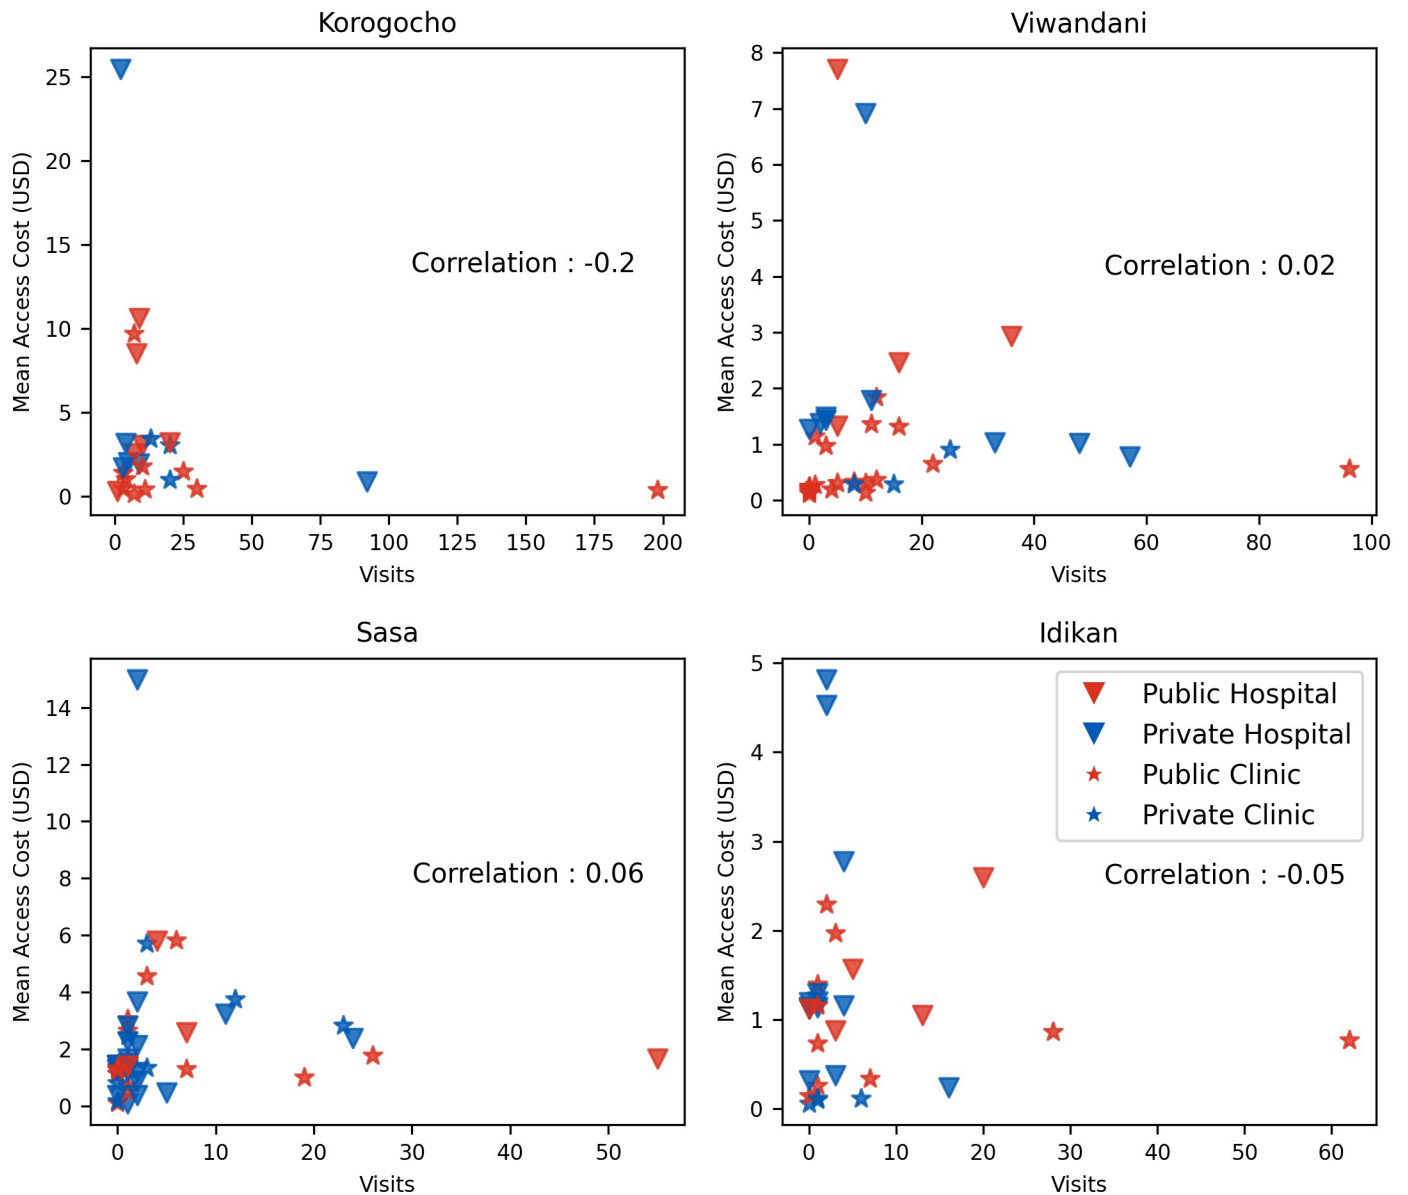 Korogocho
25
20
15
10
5
0
Mean Access Cost (USD)
Correlation : -0.2
0 25 50 75 100 125 150 175 200
Visits
Viwandani
8
7
6
5
4
3
2
1
0
Mean Access Cost (USD)
Correlation : 0.02
0 20 40 60 80 100
Visits
Sasa
14
12
10
8
6
4
2
0
Mean Access Cost (USD)
Correlation : 0.06
0 10 20 30 40 50
Visits
Idikan
5
4
3
2
1
0
Mean Access Cost (USD)
Public Hospital
Private Hospital
Public Clinic
Private Clinic
Correlation : -0.05
0 10 20 30 40 50 60
Visits